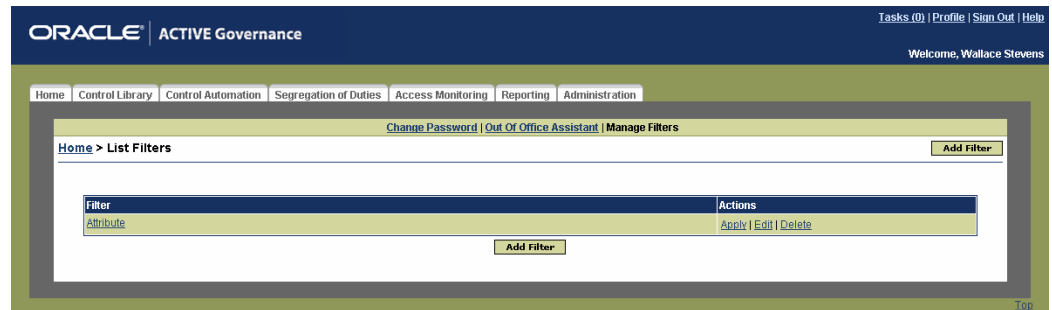 Tasks (0) | Profile | Sign Out | Help
ORACLE® | ACTIVE Governance
Welcome, Wallace Stevens
Home Control Library Control Automation Segregation of Duties Access Monitoring Reporting Administration
Change Password | Out Of Office Assistant | Manage Filters
Home > List Filters Add Filter
Filter Actions
Attribute Apply | Edit | Delete
Add Filter
Top